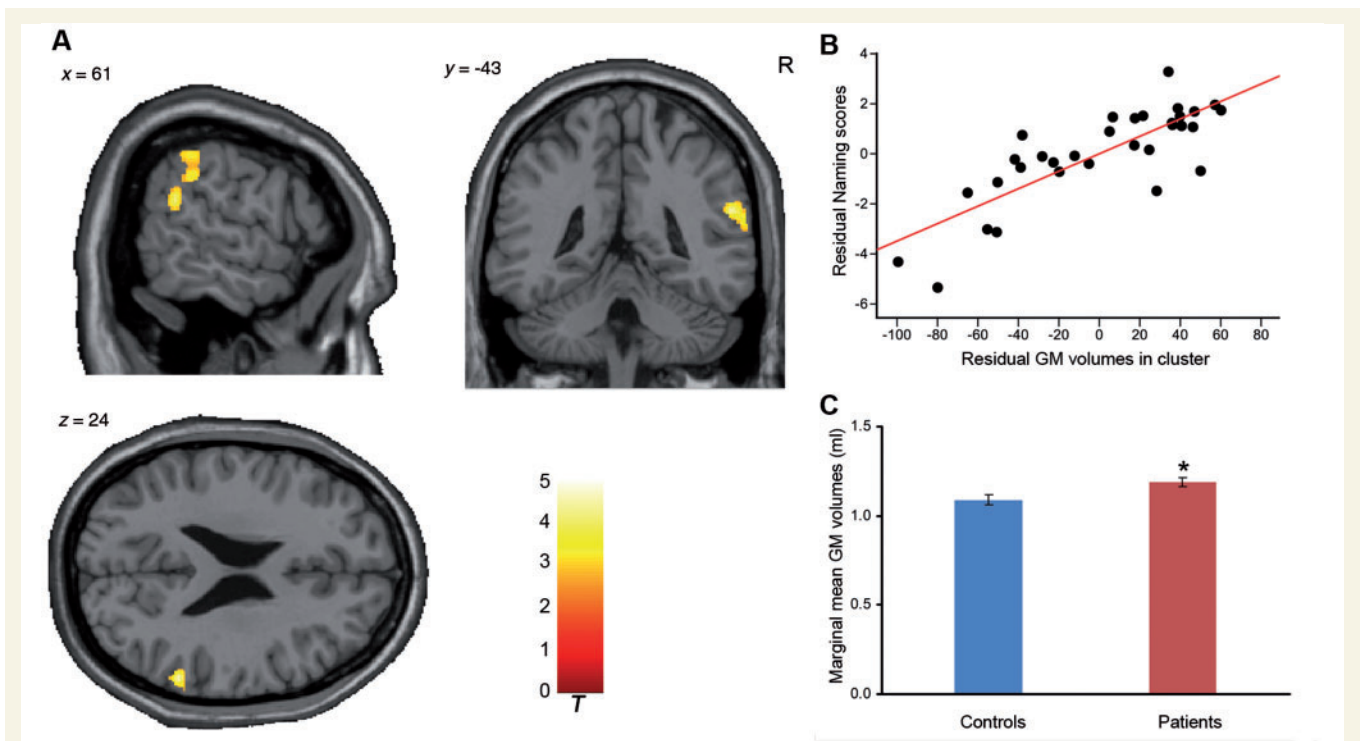 A
x = 61
y = -43
R
z = 24
5
4
3
2
1
0
T
B
Residual Naming scores
4
2
0
-2
-4
-6
-100 -80 -60 -40 -20 0 20 40 60 80
Residual GM volumes in cluster
C
Marginal mean GM volumes (ml)
1.5
1.0
0.5
0.0
*
Controls Patients